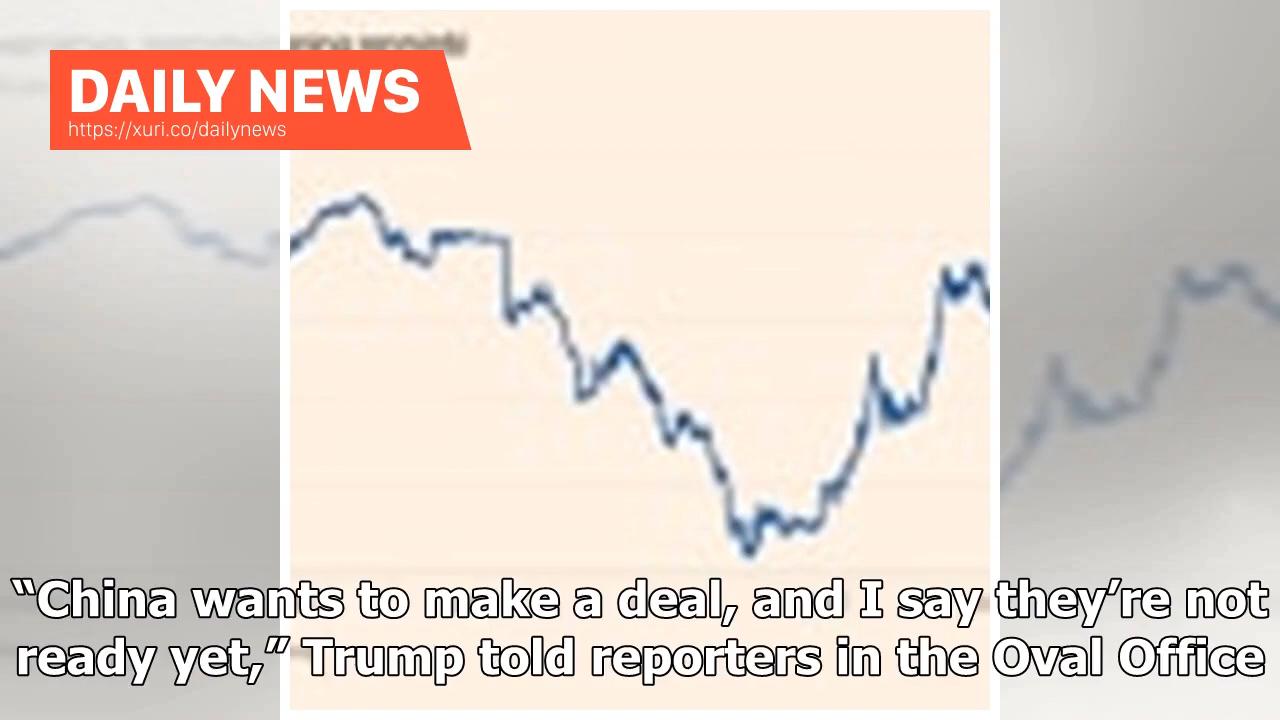 DAILY NEWS
https://xuri.co/dailynews
“China wants to make a deal, and I say they’re not
ready yet,” Trump told reporters in the Oval Office